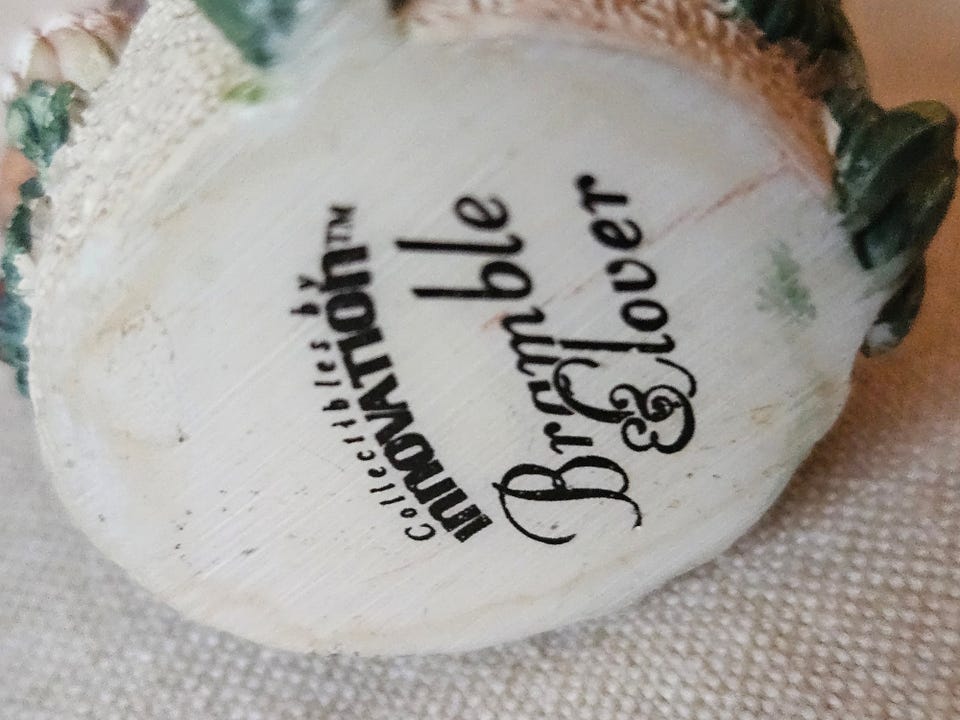 Collectibles by
INNOVATION™
Bramble
& Clover